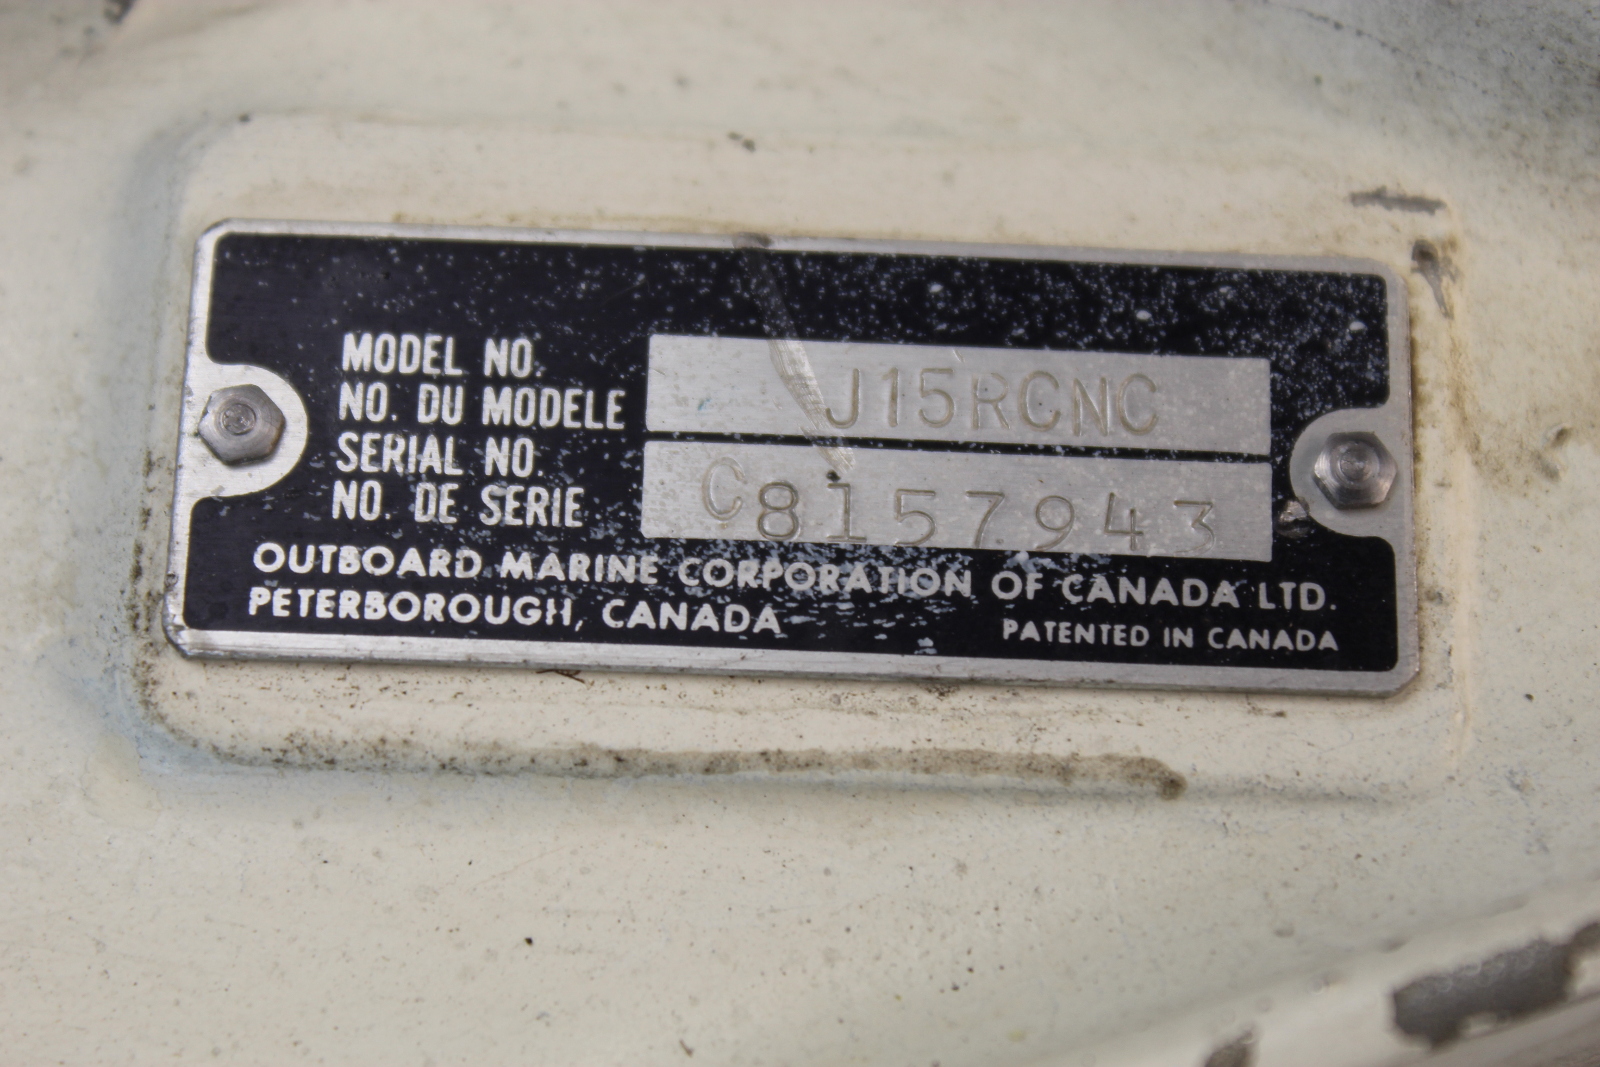 MODEL NO.
NO. DU MODELE
J15RCNC
SERIAL NO.
NO. DE SERIE
C8157943
OUTBOARD MARINE CORPORATION OF CANADA LTD.
PETERBOROUGH, CANADA
PATENTED IN CANADA